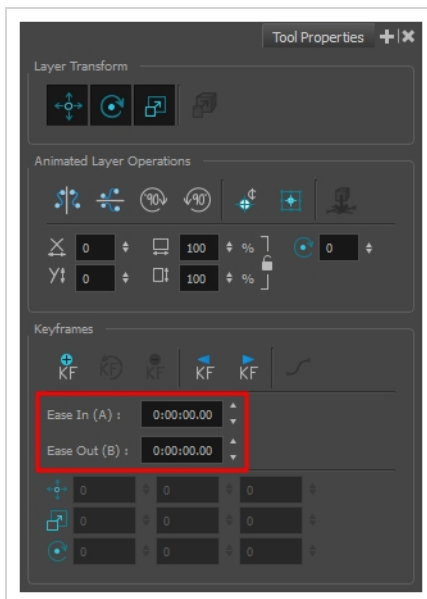 Tool Properties
Layer Transform
Animated Layer Operations
90 90 ¢
X 0 100 % 0
Y 0 100 %
Keyframes
KF KF KF KF KF
Ease In (A) : 0:00:00.00
Ease Out (B) : 0:00:00.00
0 0 0
0 0 0
0 0 0